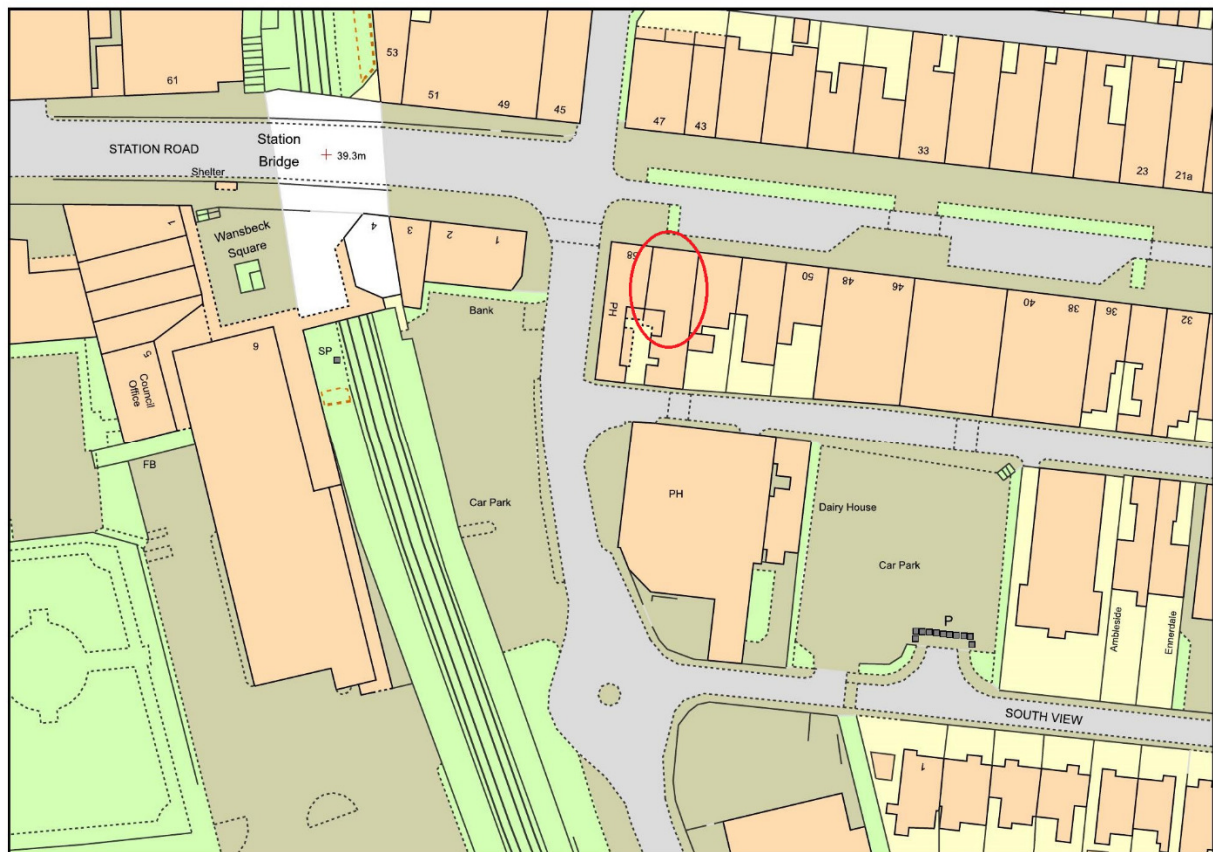 61
53
51
49
45
47
43
33
23
21a
STATION ROAD
Station
Bridge
39.3m
Shelter
1
Wansbeck
Square
4
3
2
1
58
50
48
46
40
38
36
32
PH
Bank
SP
5
Council
Office
6
FB
Car Park
PH
Dairy House
Car Park
P
Ambleside
Ennerdale
SOUTH VIEW
1